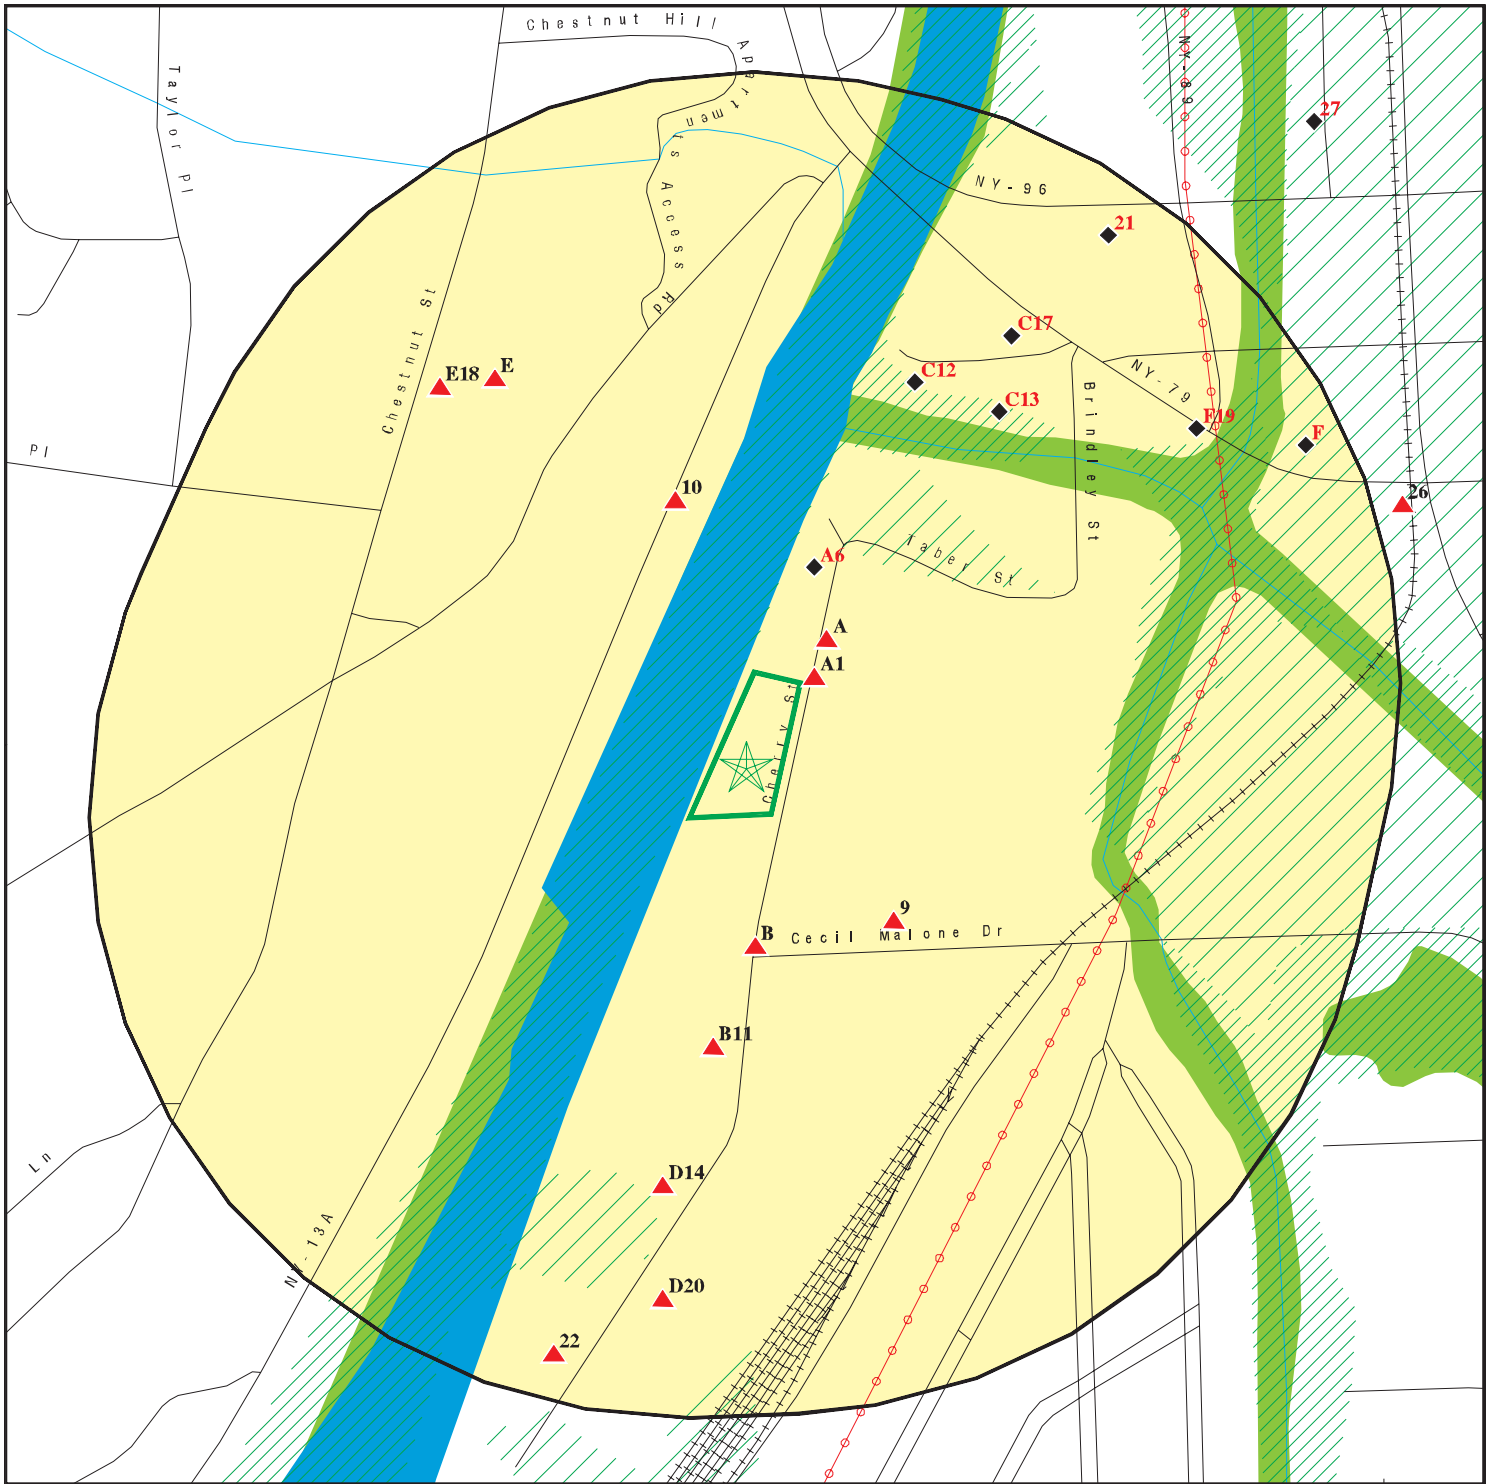 Chestnut Hill
Apartments Access Rd
Taylor Pl
NY-89
27
NY-96
21
Chestnut St
C17
E18
E
C12
NY-79
C13
Brindley St
F19
F
Pl
10
26
A6
Taber St
A
A1
Cherry St
9
B
Cecil Malone Dr
B11
Ln
D14
NY-13A
D20
22